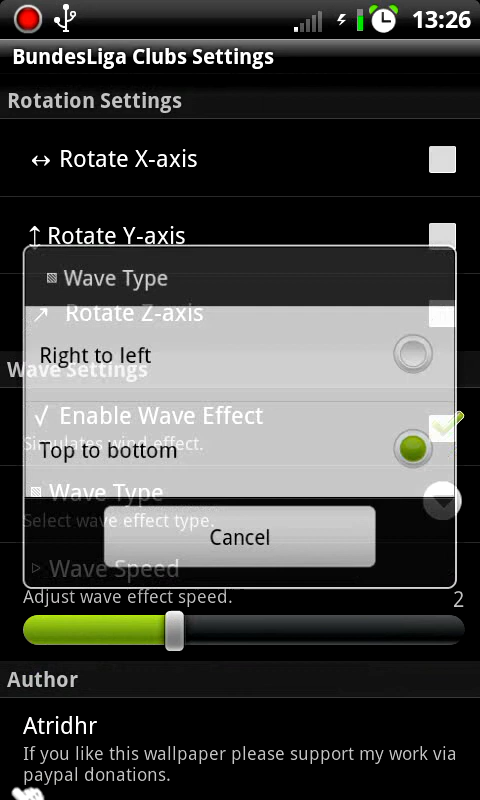 13:26
BundesLiga Clubs Settings
Rotation Settings
↔ Rotate X-axis
↕ Rotate Y-axis
Wave Type
↗ Rotate Z-axis
Right to left
Wave Settings
√ Enable Wave Effect
Simulates wind effect.
Top to bottom
Wave Type
Select wave effect type.
Cancel
▷ Wave Speed
Adjust wave effect speed.
2
Author
Atridhr
If you like this wallpaper please support my work via
paypal donations.